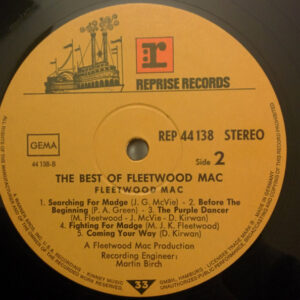 r:
REPRISE RECORDS
GEMA
44 138-B
REP 44 138 STEREO
Side 2
THE BEST OF FLEETWOOD MAC
FLEETWOOD MAC
1. Searching For Madge (J. G. McVie) - 2. Before The
Beginning (P. A. Green) - 3. The Purple Dancer
(M. Fleetwood - J. McVie - D. Kirwan)
4. Fighting For Madge (M. J. K. Fleetwood)
5. Coming Your Way (D. Kirwan)
A Fleetwood Mac Production
Recording Engineer:
Martin Birch
33